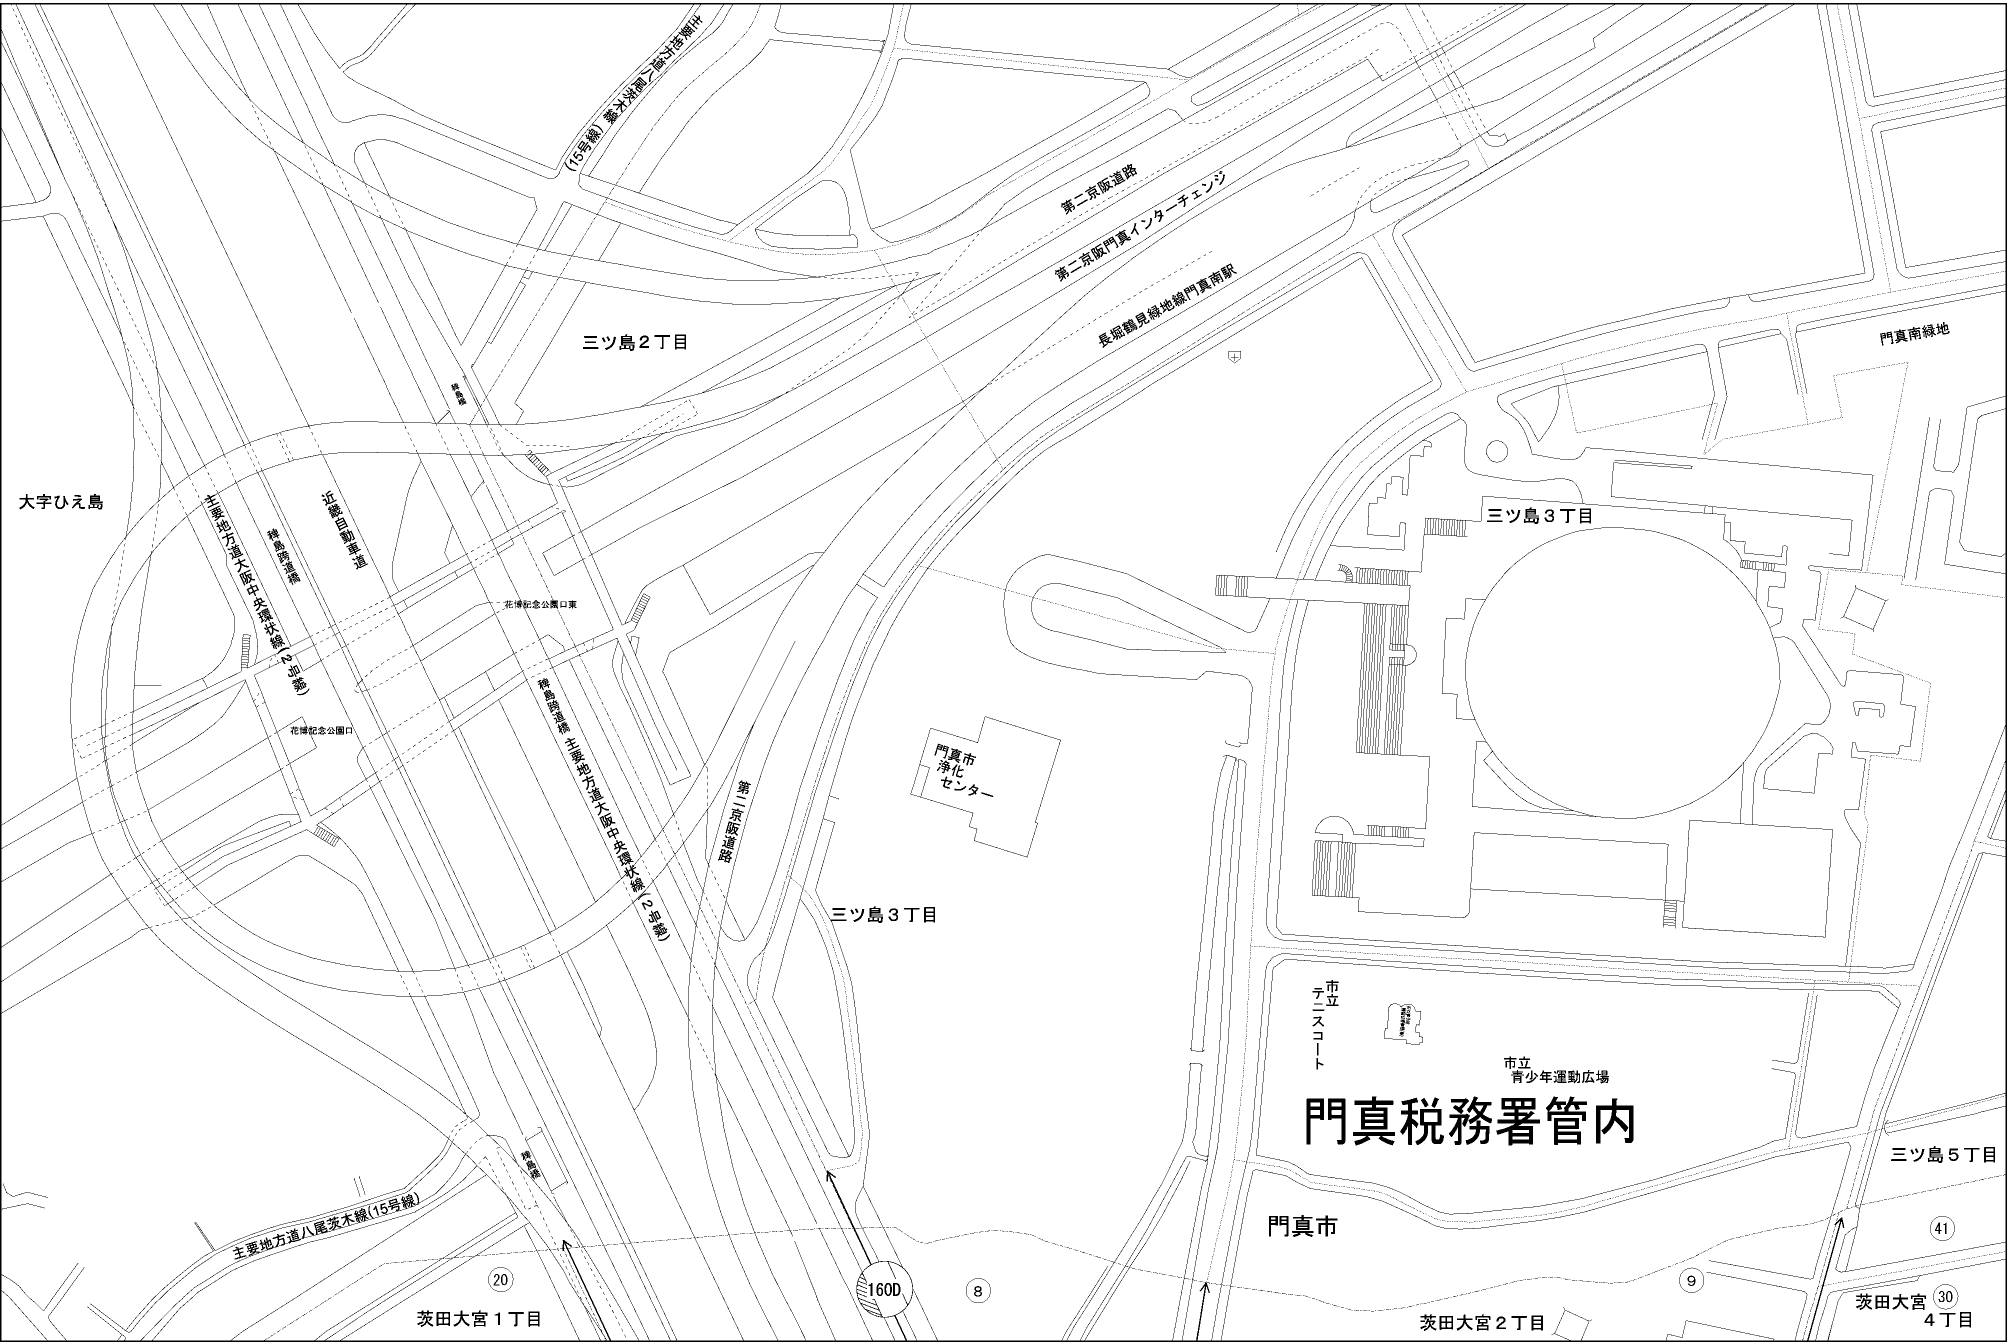 主要地方道八尾茨木線
(15号線)
第二京阪道路
第二京阪門真インターチェンジ
長堀鶴見緑地線門真南駅
門真南緑地
三ツ島２丁目
稗島橋
大字ひえ島
主要地方道大阪中央環状線(２号線)
稗島跨道橋
近畿自動車道
三ツ島３丁目
花博記念公園口東
花博記念公園口
稗島跨道橋
主要地方道大阪中央環状線(２号線)
門真市
浄化
センター
第二京阪道路
三ツ島３丁目
市立
テニスコート
市立
青少年運動広場
門真税務署管内
三ツ島５丁目
稗島橋
主要地方道八尾茨木線(15号線)
門真市
41
20
160D
8
9
30
茨田大宮１丁目
茨田大宮２丁目
茨田大宮
４丁目